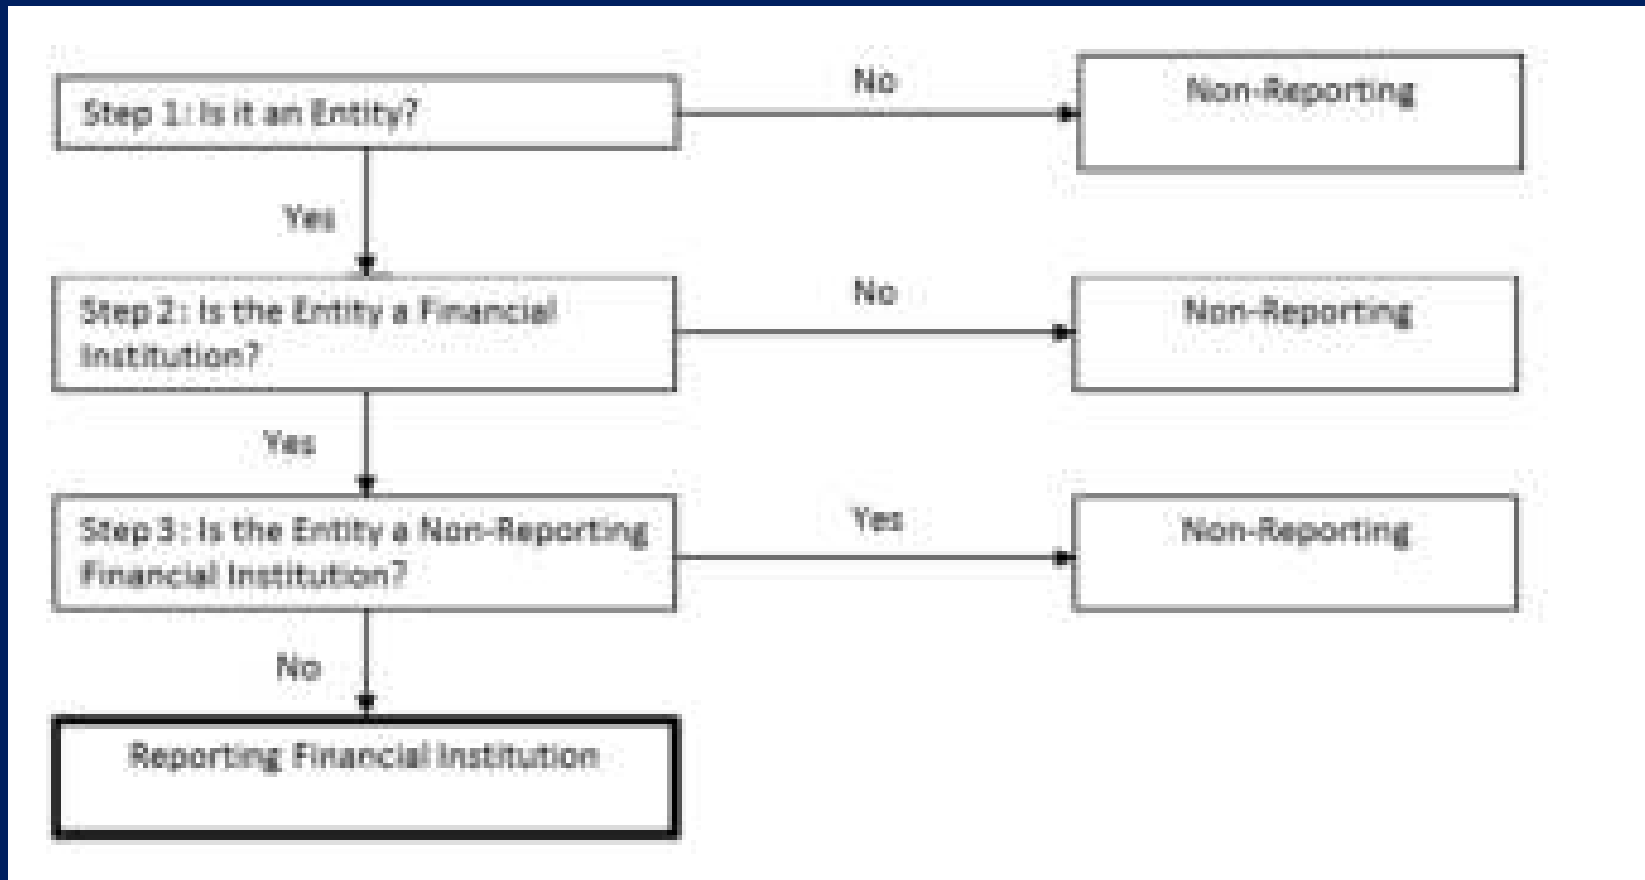 Step 1: Is it an Entity?
No
Non-Reporting
Yes
Step 2: Is the Entity a Financial
Institution?
No
Non-Reporting
Yes
Step 3: Is the Entity a Non-Reporting
Financial Institution?
Yes
Non-Reporting
No
Reporting Financial Institution